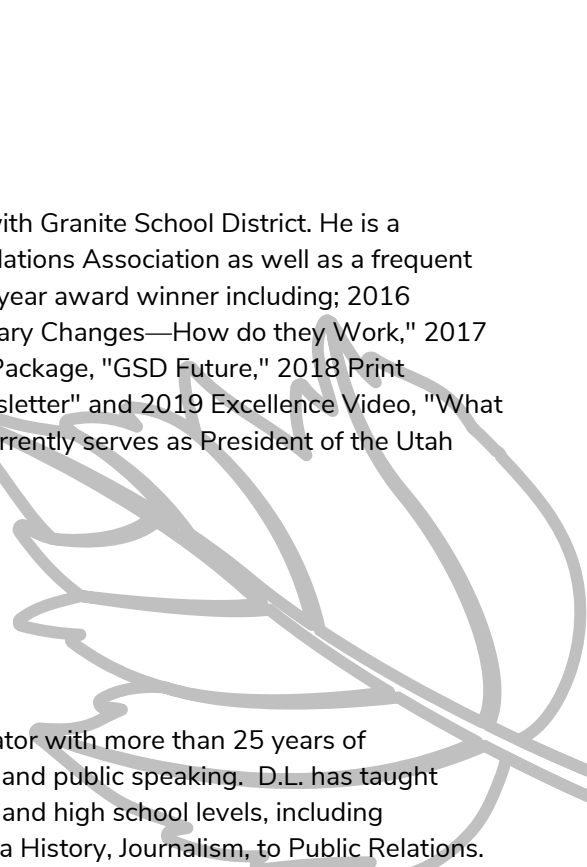 with Granite School District. He is a
lations Association as well as a frequent
year award winner including; 2016
ary Changes—How do they Work," 2017
Package, "GSD Future," 2018 Print
sletter" and 2019 Excellence Video, "What
rrently serves as President of the Utah
ator with more than 25 years of
and public speaking.  D.L. has taught
and high school levels, including
a History, Journalism, to Public Relations.